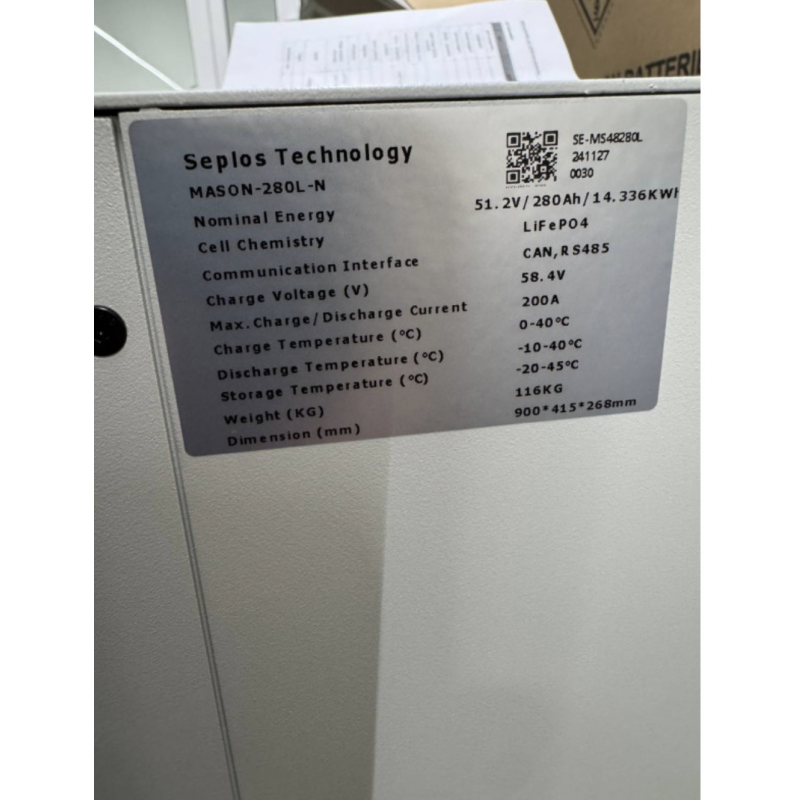 Seplos Technology
SE-MS48280L
241127
0030
MASON-280L-N
Nominal Energy 51.2V/280Ah/14.336KWH
Cell Chemistry LiFePO4
Communication Interface CAN,RS485
Charge Voltage (V) 58.4V
Max.Charge/Discharge Current 200A
Charge Temperature (°C) 0-40°C
Discharge Temperature (°C) -10-40°C
Storage Temperature (°C) -20-45°C
Weight (KG) 116KG
Dimension (mm) 900*415*268mm